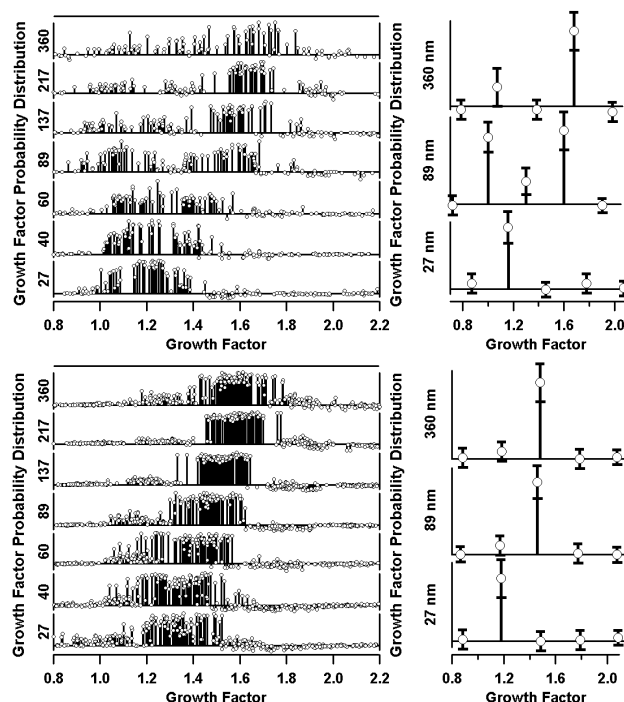 Growth Factor Probability Distribution
360
217
137
89
60
40
27
0.8 1.0 1.2 1.4 1.6 1.8 2.0 2.2
Growth Factor
Growth Factor Probability Distribution
360 nm
89 nm
27 nm
0.8 1.2 1.6 2.0
Growth Factor
Growth Factor Probability Distribution
360
217
137
89
60
40
27
0.8 1.0 1.2 1.4 1.6 1.8 2.0 2.2
Growth Factor
Growth Factor Probability Distribution
360 nm
89 nm
27 nm
0.8 1.2 1.6 2.0
Growth Factor